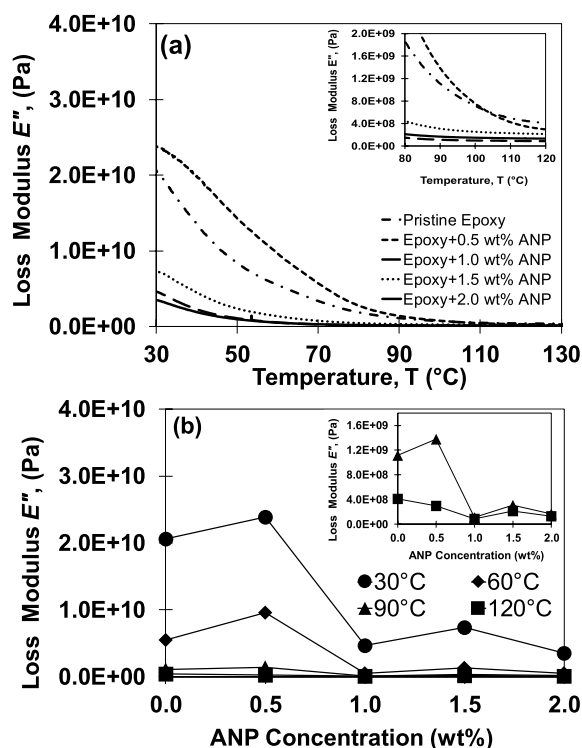 (a)
Loss Modulus E", (Pa)
4.0E+10
3.0E+10
2.0E+10
1.0E+10
0.0E+00
30 50 70 90 110 130
Temperature, T (°C)
Loss Modulus E", (Pa)
2.0E+09
1.6E+09
1.2E+09
8.0E+08
4.0E+08
0.0E+00
80 90 100 110 120
Temperature, T (°C)
Pristine Epoxy
Epoxy+0.5 wt% ANP
Epoxy+1.0 wt% ANP
Epoxy+1.5 wt% ANP
Epoxy+2.0 wt% ANP
(b)
Loss Modulus E", (Pa)
4.0E+10
3.0E+10
2.0E+10
1.0E+10
0.0E+00
0.0 0.5 1.0 1.5 2.0
ANP Concentration (wt%)
Loss Modulus E", (Pa)
1.6E+09
1.2E+09
8.0E+08
4.0E+08
0.0E+00
0.0 0.5 1.0 1.5 2.0
ANP Concentration (wt%)
30°C 60°C
90°C 120°C